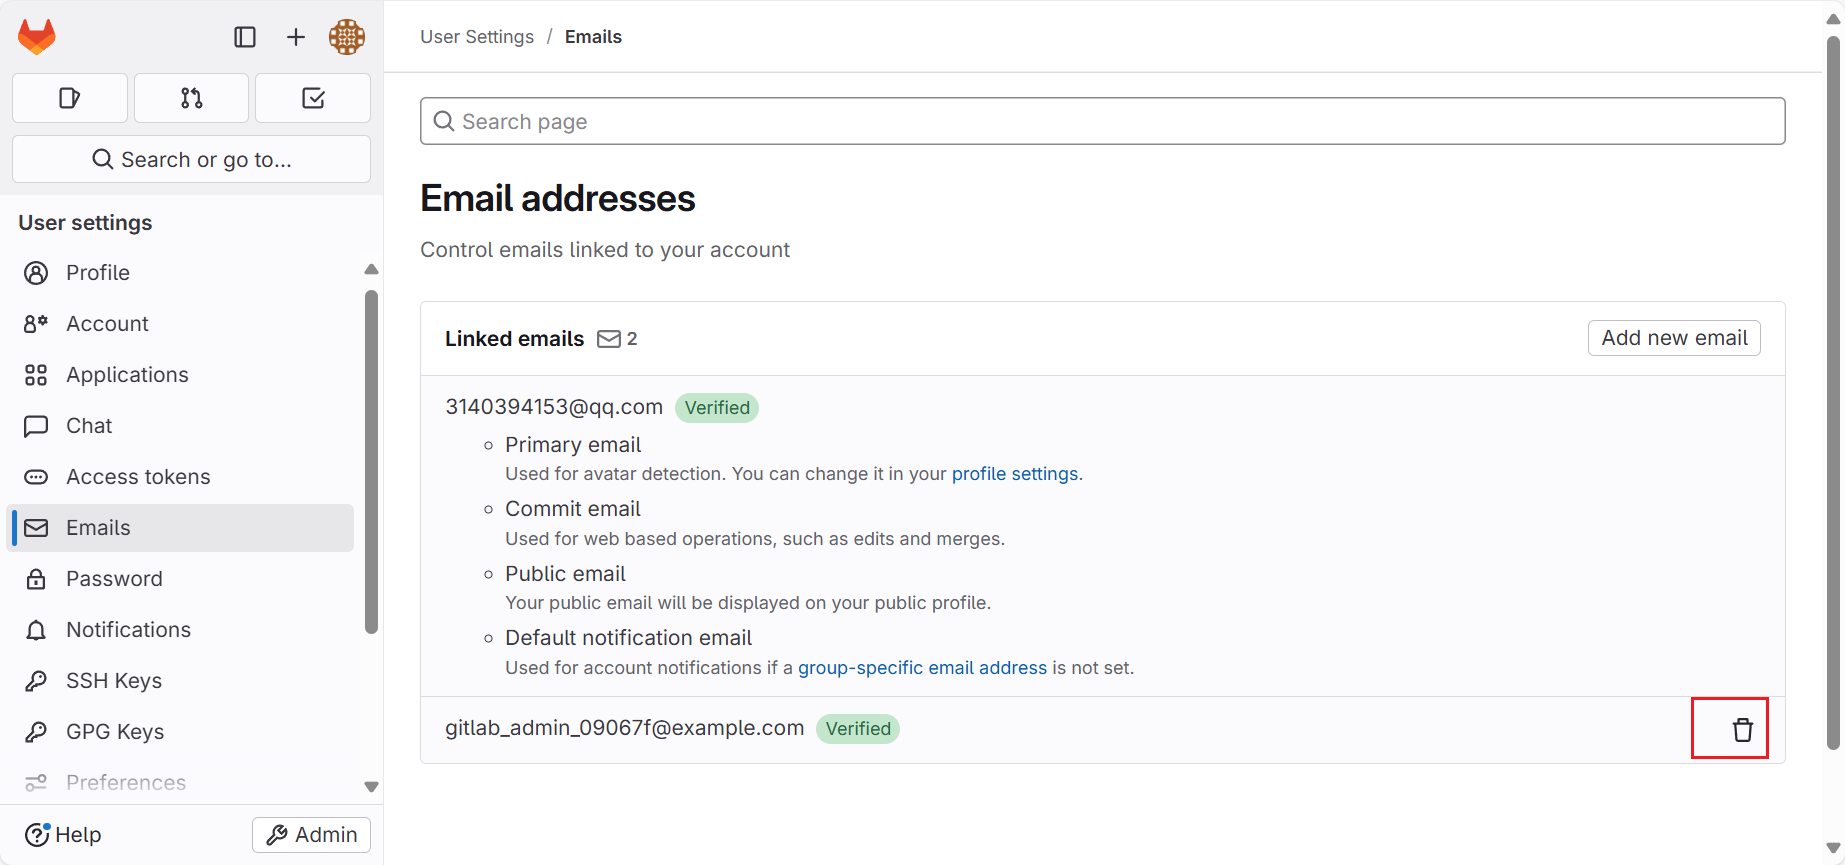 User Settings / Emails
Search page
Search or go to...
Email addresses
User settings
Control emails linked to your account
Profile
Account
Applications
Chat
Access tokens
Emails
Password
Notifications
SSH Keys
GPG Keys
Preferences
Help
Admin
Linked emails 2
Add new email
3140394153@qq.com Verified
Primary email
Used for avatar detection. You can change it in your profile settings.
Commit email
Used for web based operations, such as edits and merges.
Public email
Your public email will be displayed on your public profile.
Default notification email
Used for account notifications if a group-specific email address is not set.
gitlab_admin_09067f@example.com Verified